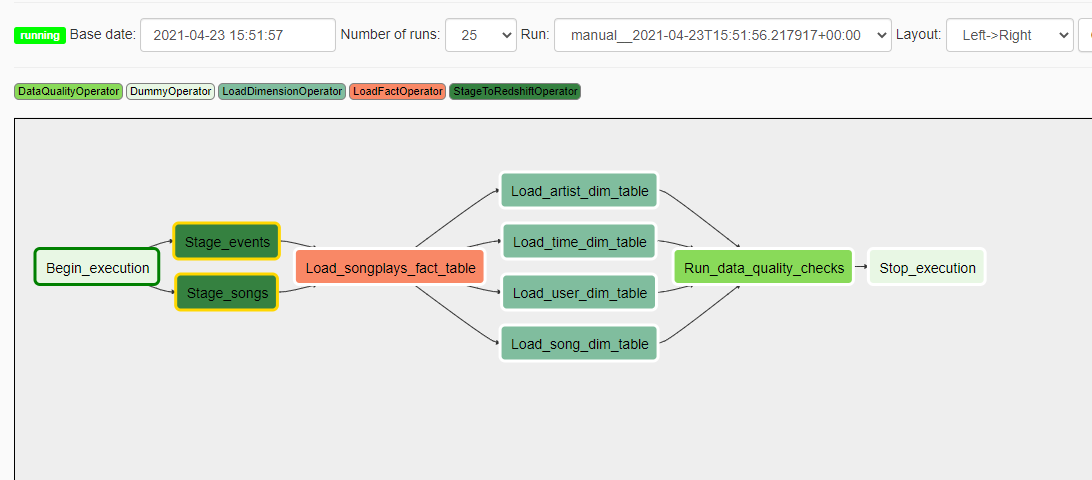 running Base date: 2021-04-23 15:51:57 Number of runs: 25 Run: manual__2021-04-23T15:51:56.217917+00:00 Layout: Left->Right
DataQualityOperator DummyOperator LoadDimensionOperator LoadFactOperator StageToRedshiftOperator
Begin_execution
Stage_events
Stage_songs
Load_songplays_fact_table
Load_artist_dim_table
Load_time_dim_table
Load_user_dim_table
Load_song_dim_table
Run_data_quality_checks
Stop_execution